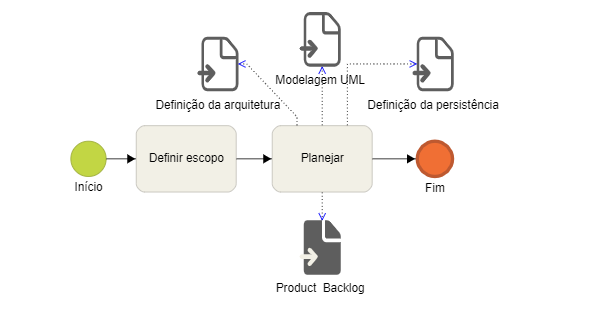 Modelagem UML
Definição da arquitetura
Definição da persistência
Definir escopo
Planejar
Início
Fim
Product Backlog